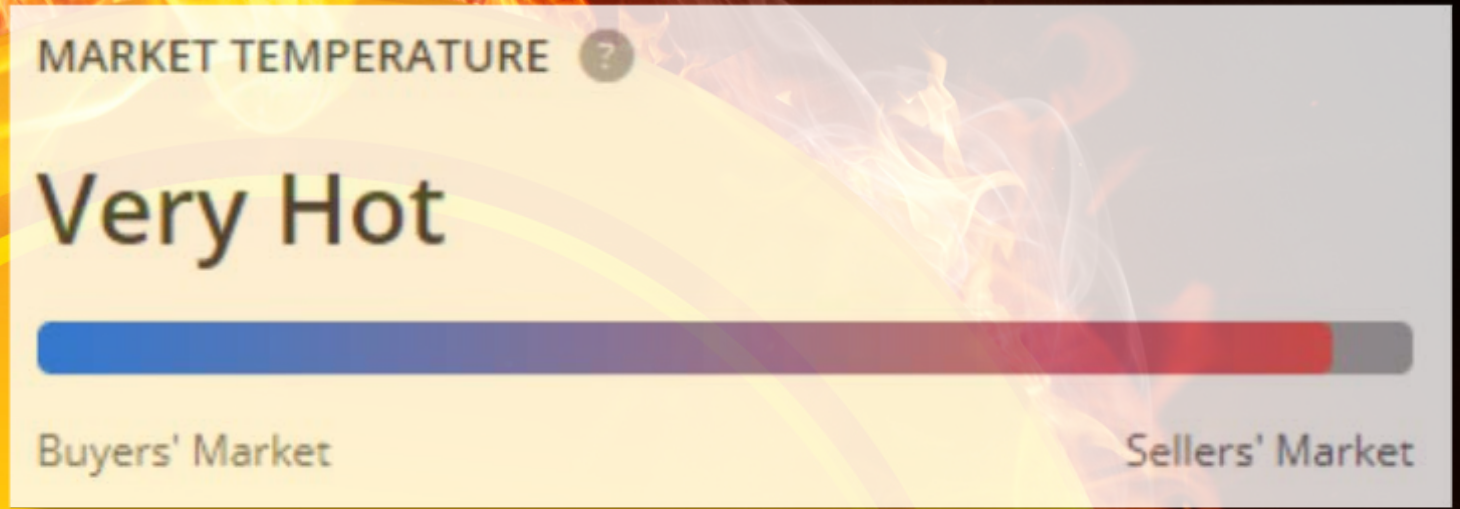 MARKET TEMPERATURE ?
Very Hot
Buyers' Market Sellers' Market